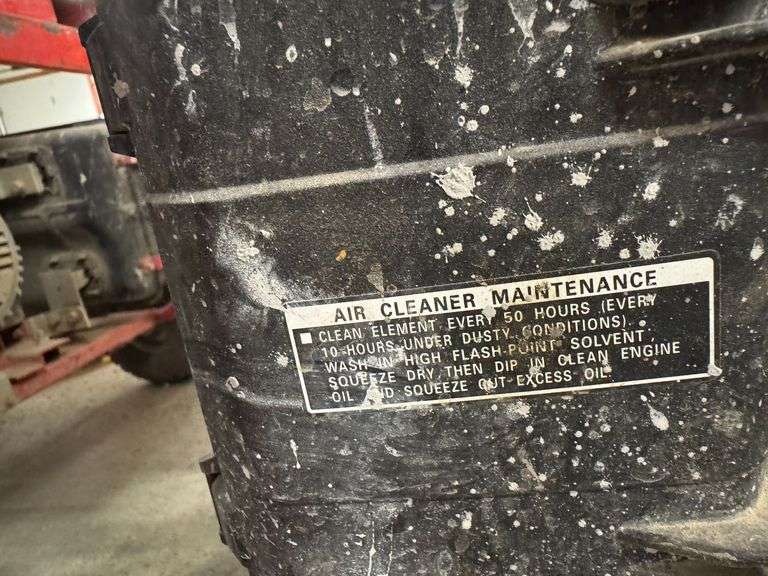 AIR CLEANER MAINTENANCE
■ CLEAN ELEMENT EVERY 50 HOURS (EVERY
10 HOURS UNDER DUSTY CONDITIONS).
WASH IN HIGH FLASH-POINT SOLVENT,
SQUEEZE DRY, THEN DIP IN CLEAN ENGINE
OIL AND SQUEEZE OUT EXCESS OIL.